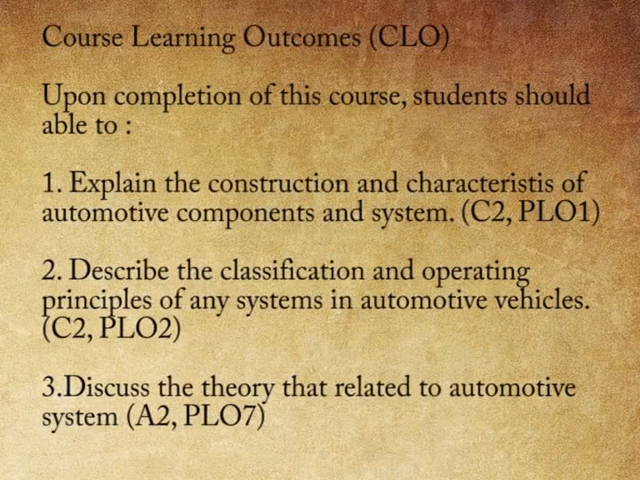 Course Learning Outcomes (CLO)
Upon completion of this course, students should
able to :
1. Explain the construction and characteristis of
automotive components and system. (C2, PLO1)
2. Describe the classification and operating
principles of any systems in automotive vehicles.
(C2, PLO2)
3.Discuss the theory that related to automotive
system (A2, PLO7)